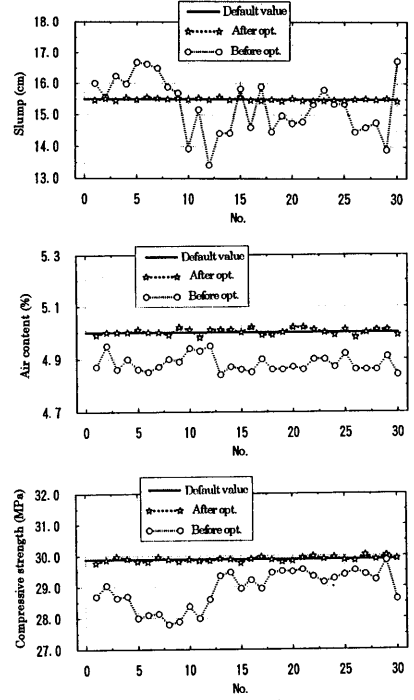 Default value
After opt.
Before opt.
Slump (cm)
18.0
17.0
16.0
15.0
14.0
13.0
0 5 10 15 20 25 30
No.
Default value
After opt.
Before opt.
Air content (%)
5.3
5.0
4.9
4.7
0 5 10 15 20 25 30
No.
Default value
After opt.
Before opt.
Compressive strength (MPa)
32.0
31.0
30.0
29.0
28.0
27.0
0 5 10 15 20 25 30
No.